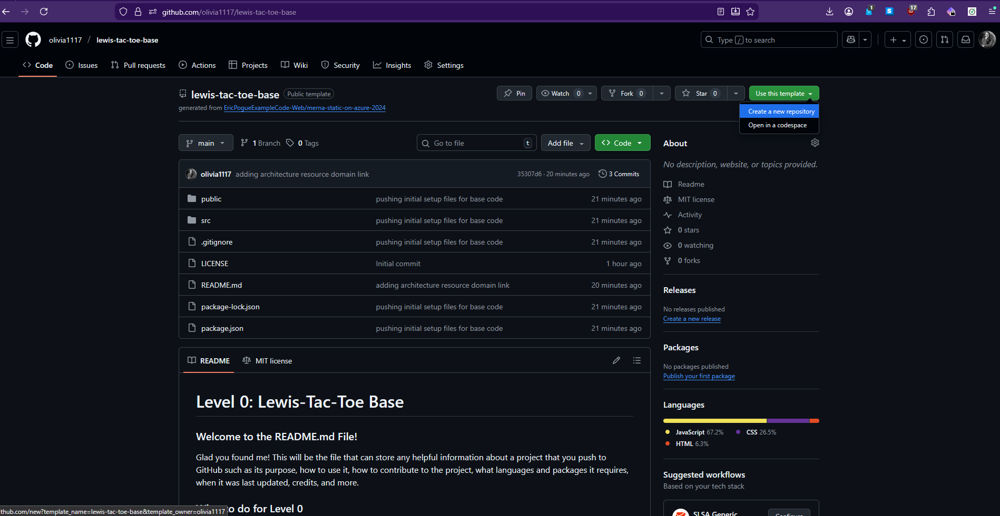 github.com/olivia1117/lewis-tac-toe-base
1
S
17
olivia1117 / lewis-tac-toe-base
Type / to search
Code
Issues
Pull requests
Actions
Projects
Wiki
Security
Insights
Settings
lewis-tac-toe-base
Public template
Pin
Watch 0
Fork 0
Star 0
Use this template
generated from EricPogueExampleCode-Web/merna-static-on-azure-2024
Create a new repository
Open in a codespace
main
1 Branch
0 Tags
Go to file
t
Add file
Code
olivia1117 adding architecture resource domain link
35307d6 · 20 minutes ago
3 Commits
public pushing initial setup files for base code 21 minutes ago
src pushing initial setup files for base code 21 minutes ago
.gitignore pushing initial setup files for base code 21 minutes ago
LICENSE Initial commit 1 hour ago
README.md adding architecture resource domain link 20 minutes ago
package-lock.json pushing initial setup files for base code 21 minutes ago
package.json pushing initial setup files for base code 21 minutes ago
README
MIT license
Level 0: Lewis-Tac-Toe Base
Welcome to the README.md File!
Glad you found me! This will be the file that can store any helpful information about a project that you push to
GitHub such as its purpose, how to use it, how to contribute to the project, what languages and packages it requires,
when it was last updated, credits, and more.
to do for Level 0
ithub.com/new?template_name=lewis-tac-toe-base&template_owner=olivia1117
About
No description, website, or topics provided.
Readme
MIT license
Activity
0 stars
0 watching
0 forks
Releases
No releases published
Create a new release
Packages
No packages published
Publish your first package
Languages
JavaScript 67.2%
CSS 26.5%
HTML 6.3%
Suggested workflows
Based on your tech stack
SLSA Generic
Configure